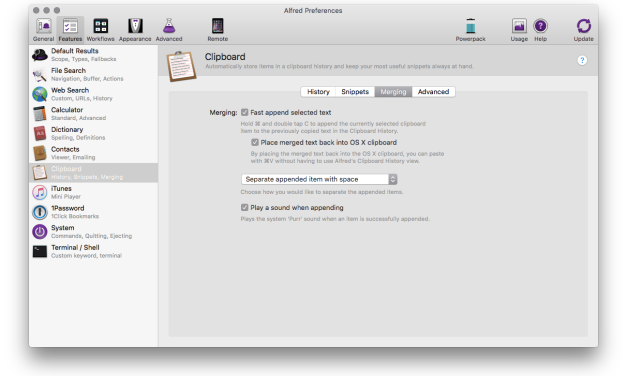 Alfred Preferences
General Features Workflows Appearance Advanced Remote Powerpack Usage Help Update
Default Results
Scope, Types, Fallbacks
File Search
Navigation, Buffer, Actions
Web Search
Custom, URLs, History
Calculator
Standard, Advanced
Dictionary
Spelling, Definitions
Contacts
Viewer, Emailing
Clipboard
History, Snippets, Merging
iTunes
Mini Player
1Password
1Click Bookmarks
System
Commands, Quitting, Ejecting
Terminal / Shell
Custom keyword, terminal
Clipboard
Automatically store items in a clipboard history and keep your most useful snippets always at hand.
?
History Snippets Merging Advanced
Merging: Fast append selected text
Hold ⌘ and double tap C to append the currently selected clipboard
item to the previously copied text in the Clipboard History.
Place merged text back into OS X clipboard
By placing the merged text back into the OS X clipboard, you can paste
with ⌘V without having to use Alfred's Clipboard History view.
Separate appended item with space
Choose how you would like to separate the appended items.
Play a sound when appending
Plays the system 'Purr' sound when an item is successfully appended.